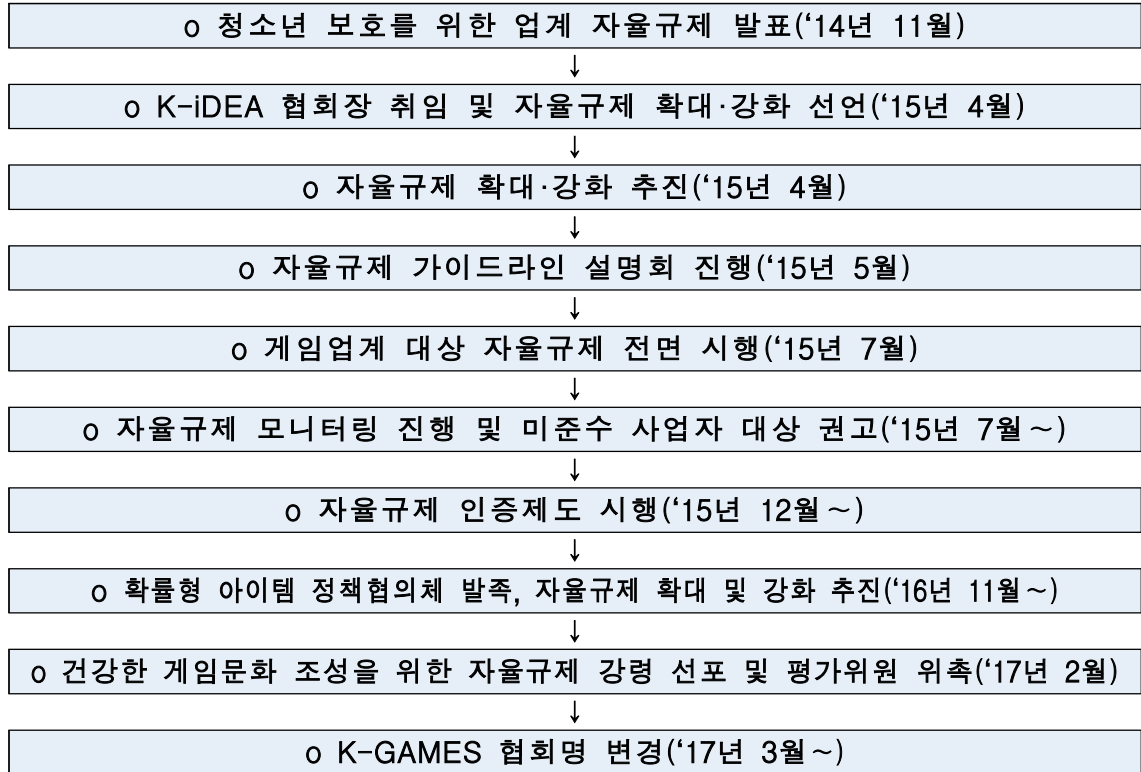 o 청소년 보호를 위한 업계 자율규제 발표(‘14년 11월)
↓
o K-iDEA 협회장 취임 및 자율규제 확대·강화 선언(‘15년 4월)
↓
o 자율규제 확대·강화 추진(‘15년 4월)
↓
o 자율규제 가이드라인 설명회 진행(‘15년 5월)
↓
o 게임업계 대상 자율규제 전면 시행(‘15년 7월)
↓
o 자율규제 모니터링 진행 및 미준수 사업자 대상 권고(‘15년 7월~)
↓
o 자율규제 인증제도 시행(‘15년 12월~)
↓
o 확률형 아이템 정책협의체 발족, 자율규제 확대 및 강화 추진(‘16년 11월~)
↓
o 건강한 게임문화 조성을 위한 자율규제 강령 선포 및 평가위원 위촉(‘17년 2월)
↓
o K-GAMES 협회명 변경(‘17년 3월~)